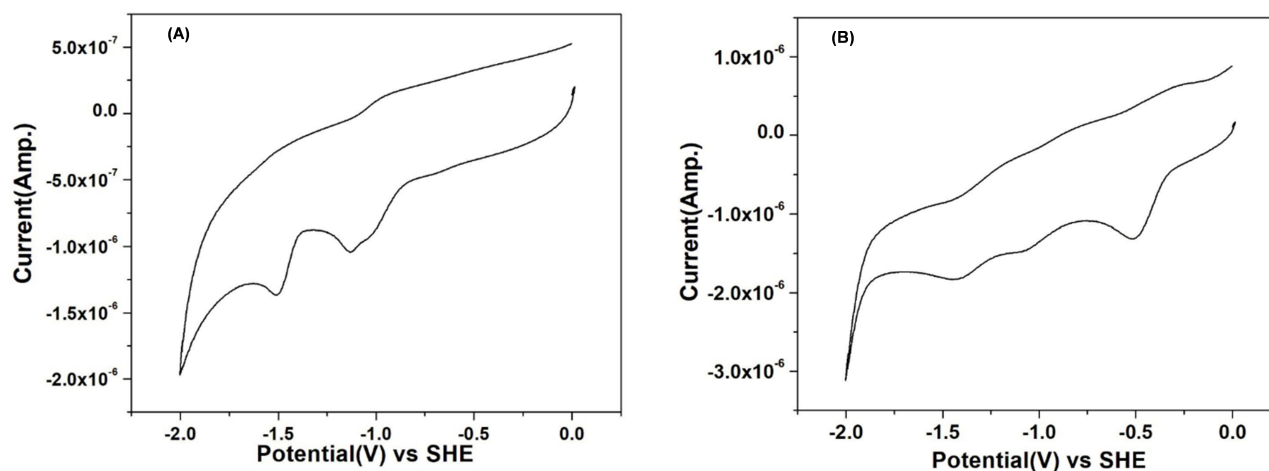 (A)
5.0x10⁻⁷
0.0
-5.0x10⁻⁷
-1.0x10⁻⁶
-1.5x10⁻⁶
-2.0x10⁻⁶
Current(Amp.)
-2.0 -1.5 -1.0 -0.5 0.0
Potential(V) vs SHE
(B)
1.0x10⁻⁶
0.0
-1.0x10⁻⁶
-2.0x10⁻⁶
-3.0x10⁻⁶
Current(Amp.)
-2.0 -1.5 -1.0 -0.5 0.0
Potential(V) vs SHE